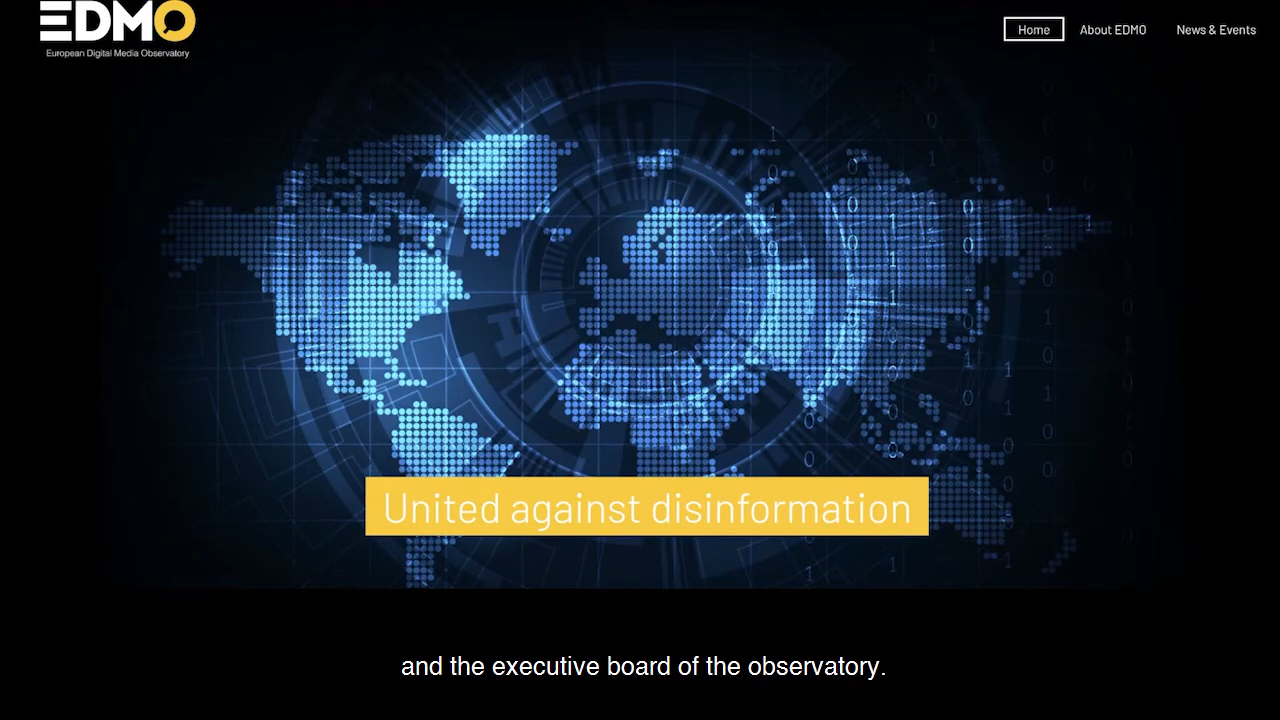 EDMO
European Digital Media Observatory
Home
About EDMO
News & Events
United against disinformation
and the executive board of the observatory.